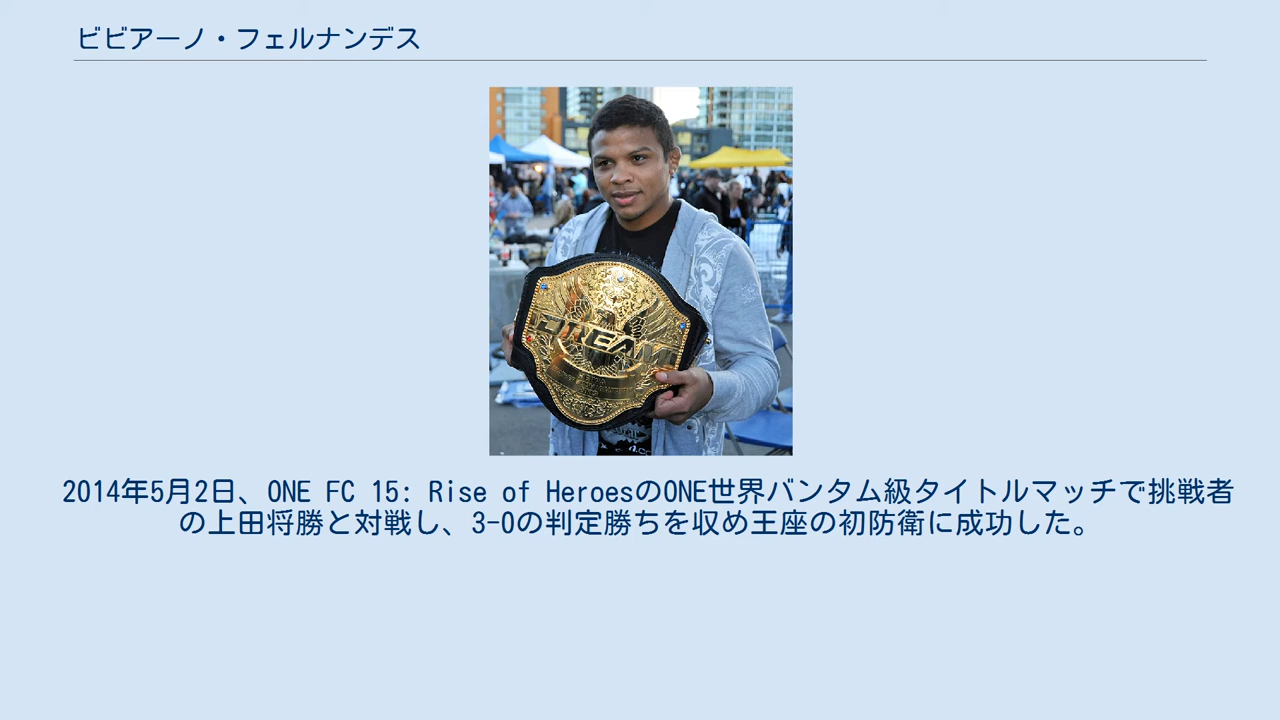 ビビアーノ・フェルナンデス
DREAM
2014年5月2日、ONE FC 15: Rise of HeroesのONE世界バンタム級タイトルマッチで挑戦者
の上田将勝と対戦し、3-0の判定勝ちを収め王座の初防衛に成功した。